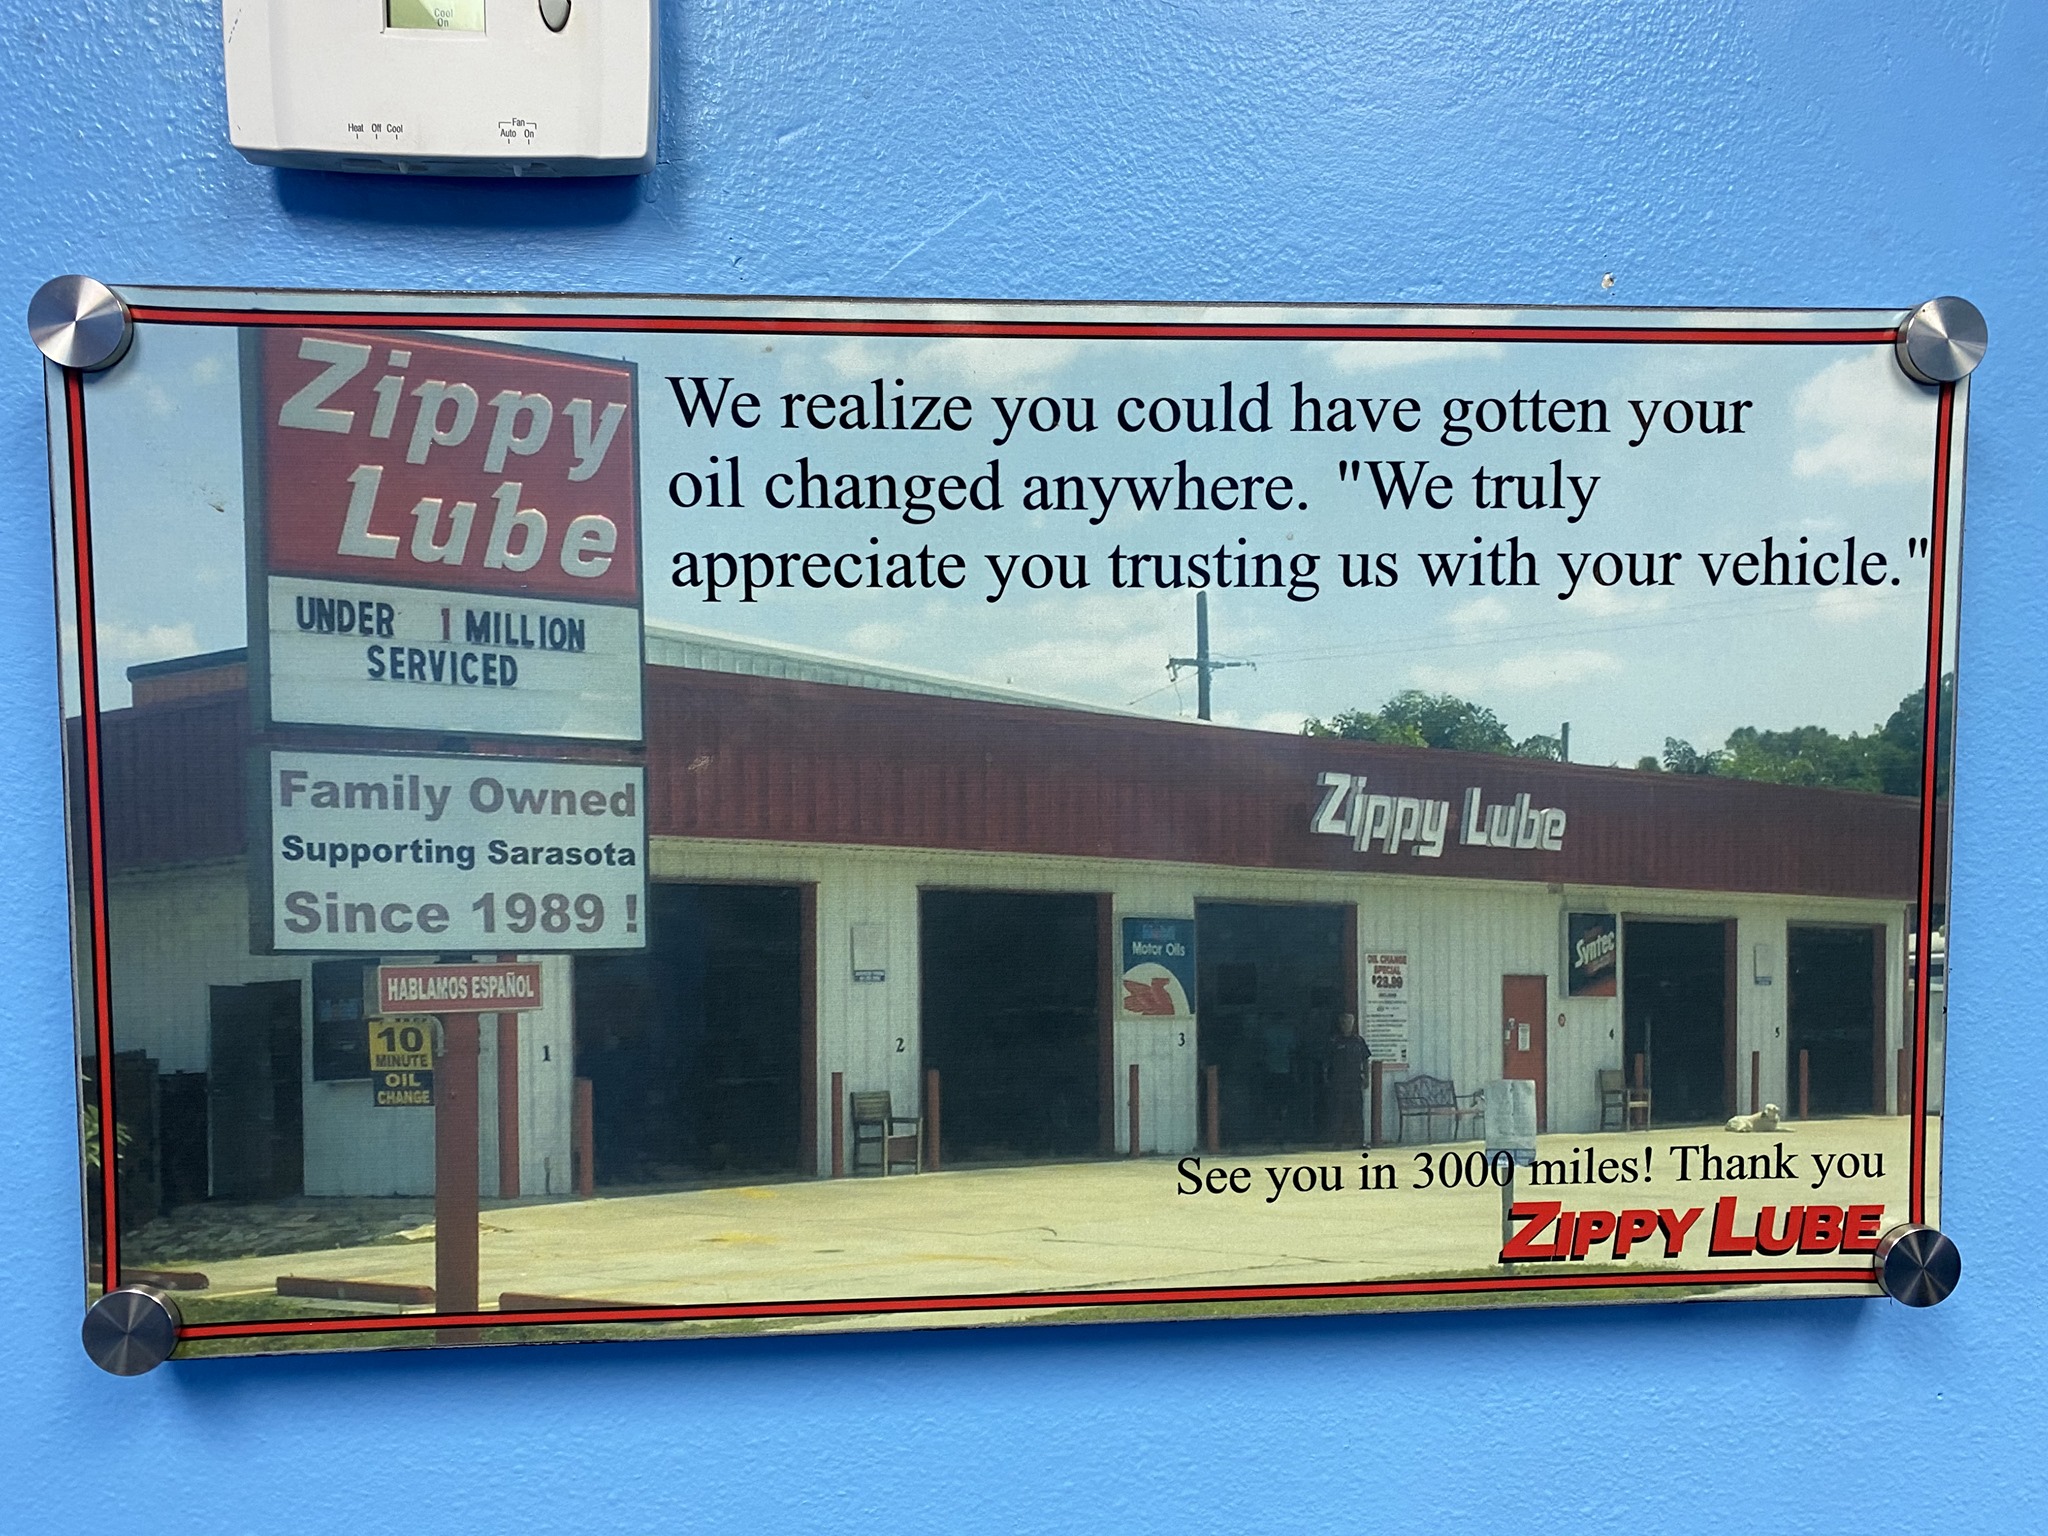 Cool
On
Heat Off Cool
Fan
Auto On
Zippy
Lube
UNDER 1 MILLION
SERVICED
Family Owned
Supporting Sarasota
Since 1989 !
HABLAMOS ESPAÑOL
10
MINUTE
OIL
CHANGE
We realize you could have gotten your
oil changed anywhere. "We truly
appreciate you trusting us with your vehicle."
Zippy Lube
1
2
Motor Oils
3
OIL CHANGE
SPECIAL
Syntec
4
5
See you in 3000 miles! Thank you
ZIPPY LUBE